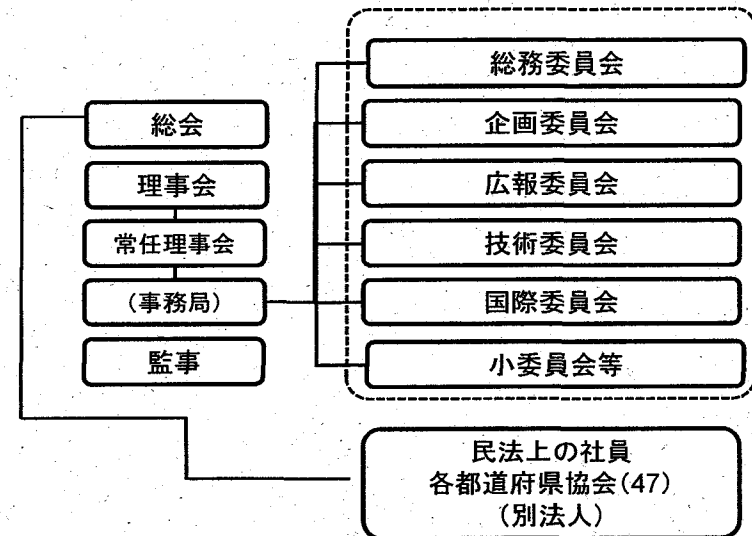 総会
理事会
常任理事会
(事務局)
監事
総務委員会
企画委員会
広報委員会
技術委員会
国際委員会
小委員会等
民法上の社員
各都道府県協会(47)
(別法人)